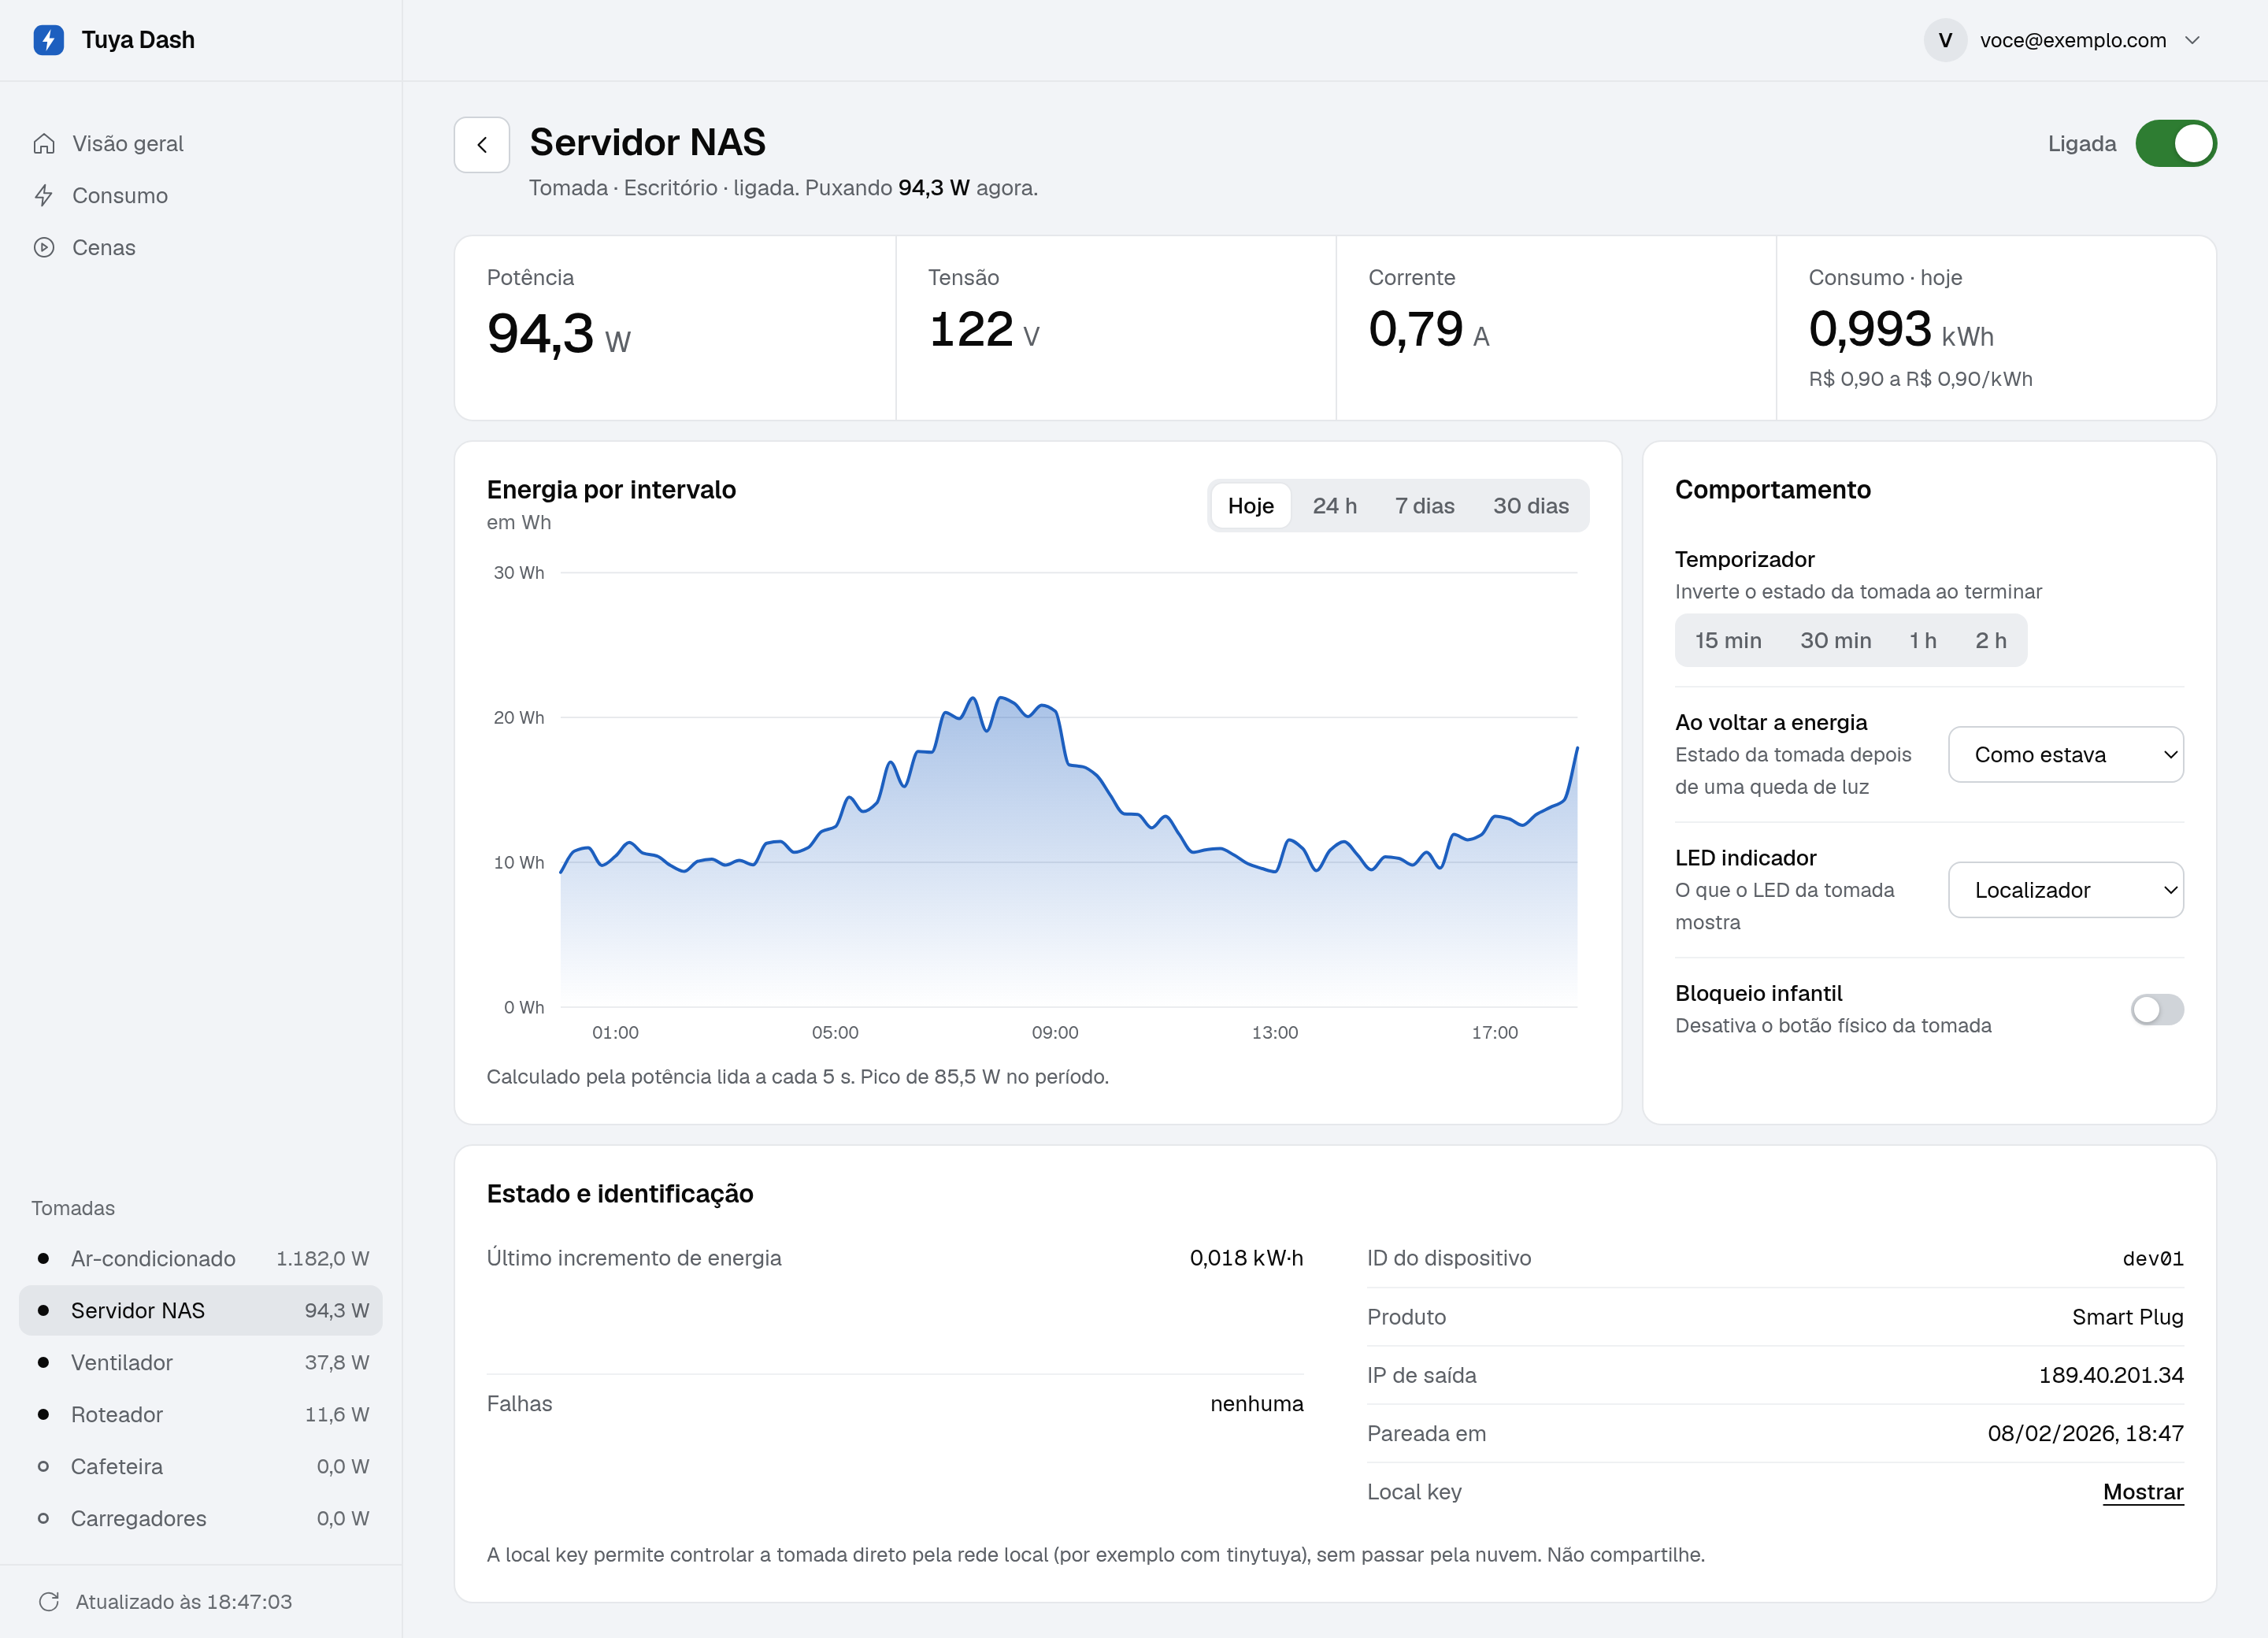 Tuya Dash
V voce@exemplo.com
Visão geral
Consumo
Cenas
Servidor NAS
Tomada · Escritório · ligada. Puxando 94,3 W agora.
Ligada
Potência
94,3 W
Tensão
122 V
Corrente
0,79 A
Consumo · hoje
0,993 kWh
R$ 0,90 a R$ 0,90/kWh
Energia por intervalo
em Wh
Hoje 24 h 7 dias 30 dias
30 Wh
20 Wh
10 Wh
0 Wh
01:00 05:00 09:00 13:00 17:00
Calculado pela potência lida a cada 5 s. Pico de 85,5 W no período.
Comportamento
Temporizador
Inverte o estado da tomada ao terminar
15 min 30 min 1 h 2 h
Ao voltar a energia
Estado da tomada depois
de uma queda de luz
Como estava
LED indicador
O que o LED da tomada
mostra
Localizador
Bloqueio infantil
Desativa o botão físico da tomada
Estado e identificação
Último incremento de energia 0,018 kW·h
Falhas nenhuma
ID do dispositivo dev01
Produto Smart Plug
IP de saída 189.40.201.34
Pareada em 08/02/2026, 18:47
Local key Mostrar
A local key permite controlar a tomada direto pela rede local (por exemplo com tinytuya), sem passar pela nuvem. Não compartilhe.
Tomadas
Ar-condicionado 1.182,0 W
Servidor NAS 94,3 W
Ventilador 37,8 W
Roteador 11,6 W
Cafeteira 0,0 W
Carregadores 0,0 W
Atualizado às 18:47:03